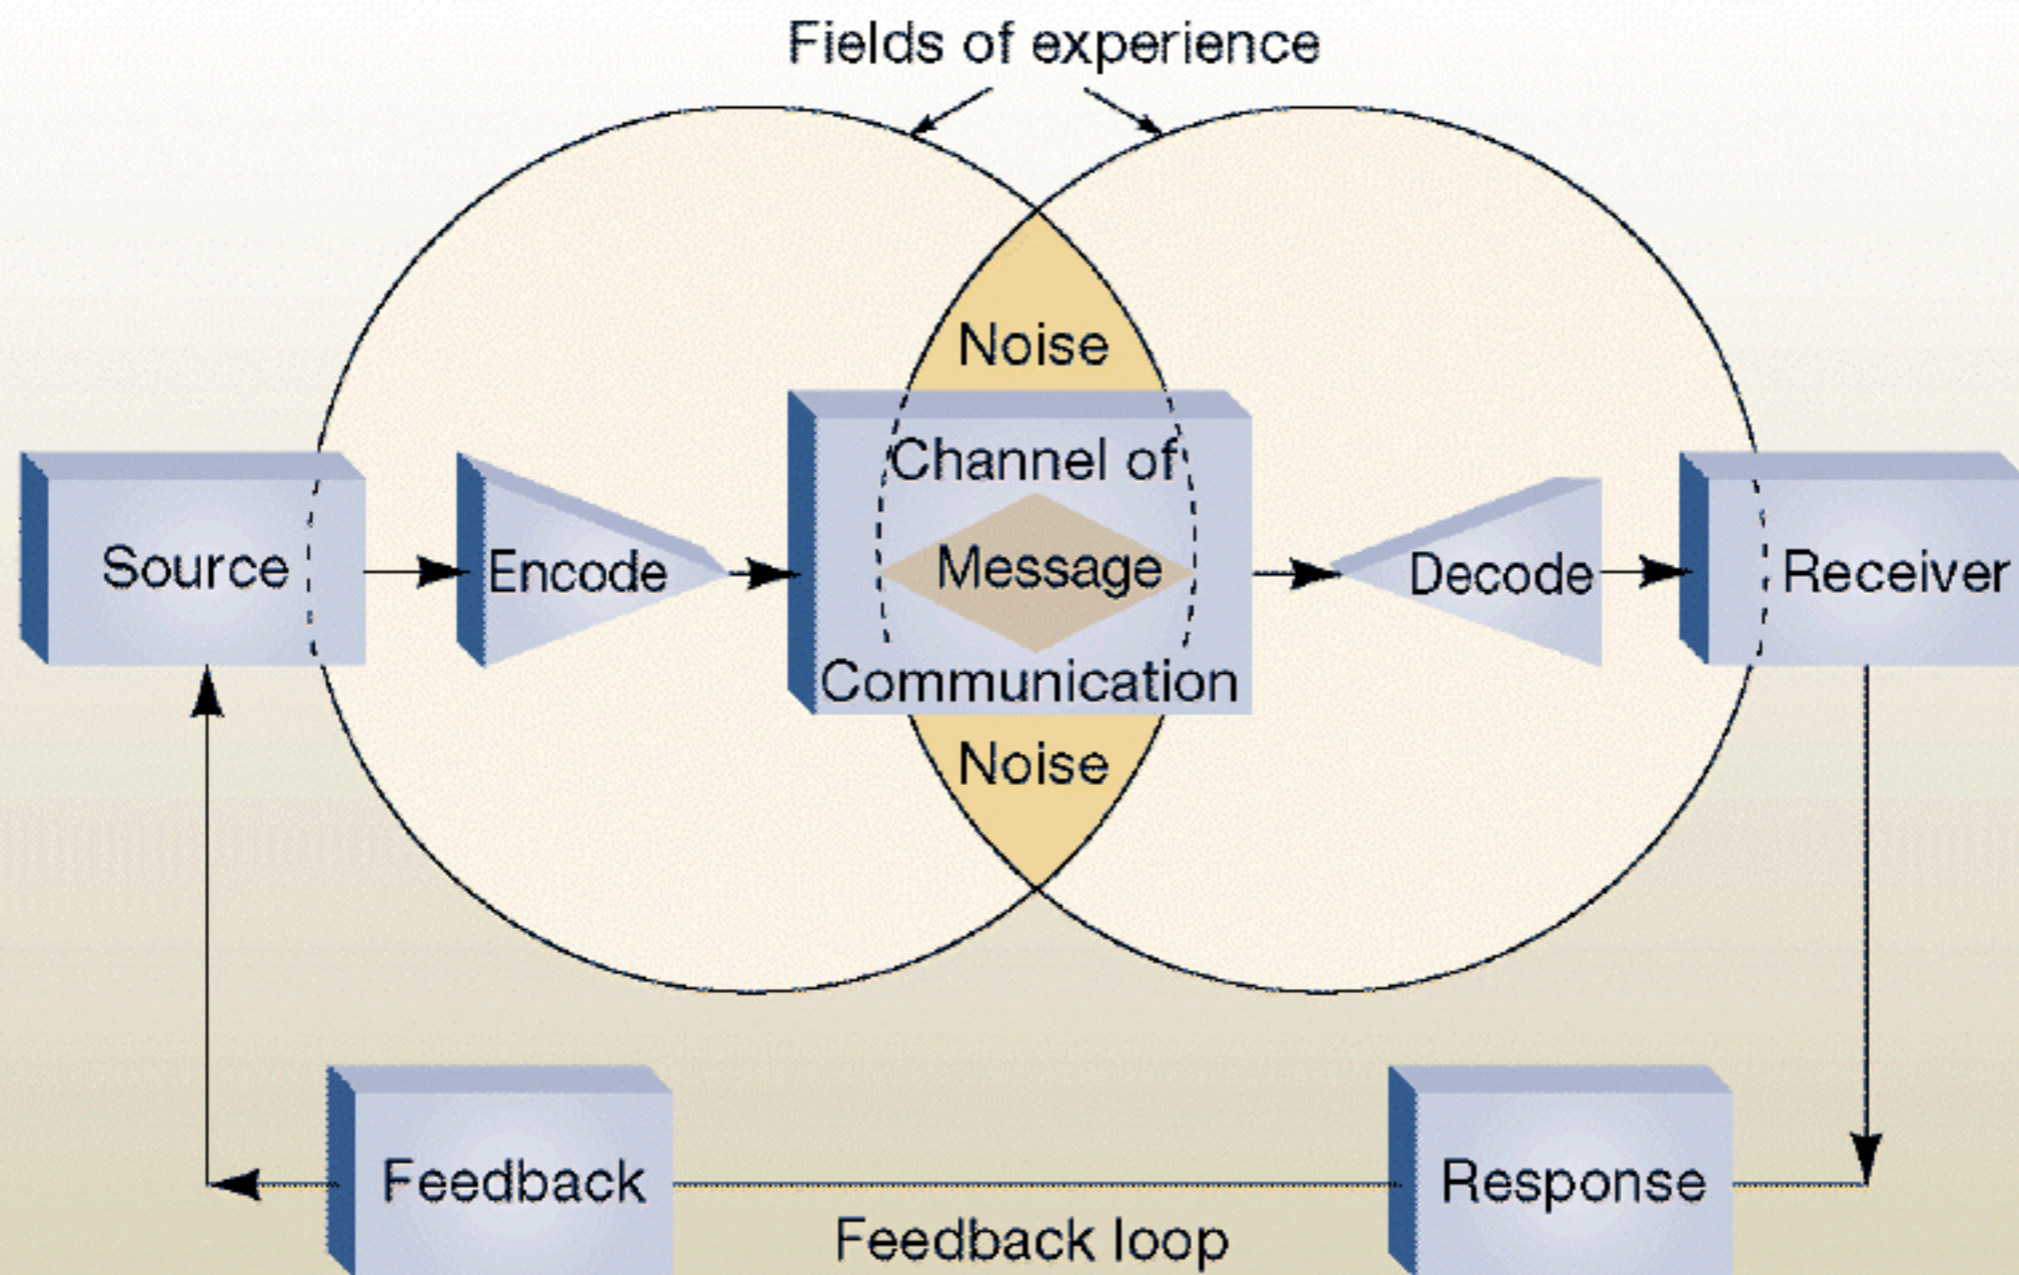 Fields of experience
Noise
Channel of
Source
Encode
Message
Decode
Receiver
Communication
Noise
Feedback
Response
Feedback loop